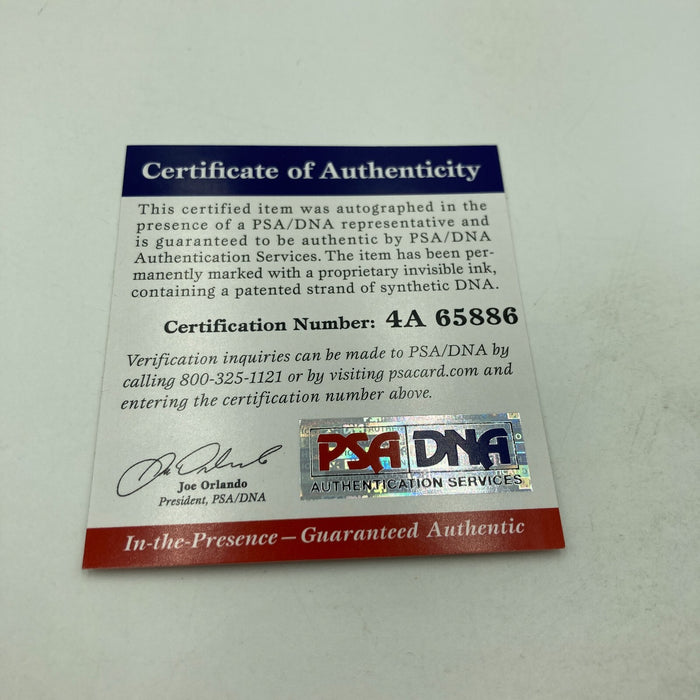 Certificate of Authenticity
This certified item was autographed in the
presence of a PSA/DNA representative and
is guaranteed to be authentic by PSA/DNA
Authentication Services. The item has been per-
manently marked with a proprietary invisible ink,
containing a patented strand of synthetic DNA.
Certification Number: 4A 65886
Verification inquiries can be made to PSA/DNA by
calling 800-325-1121 or by visiting psacard.com and
entering the certification number above.
PSA DNA
AUTHENTICATION SERVICES
Joe Orlando
President, PSA/DNA
In-the-Presence — Guaranteed Authentic